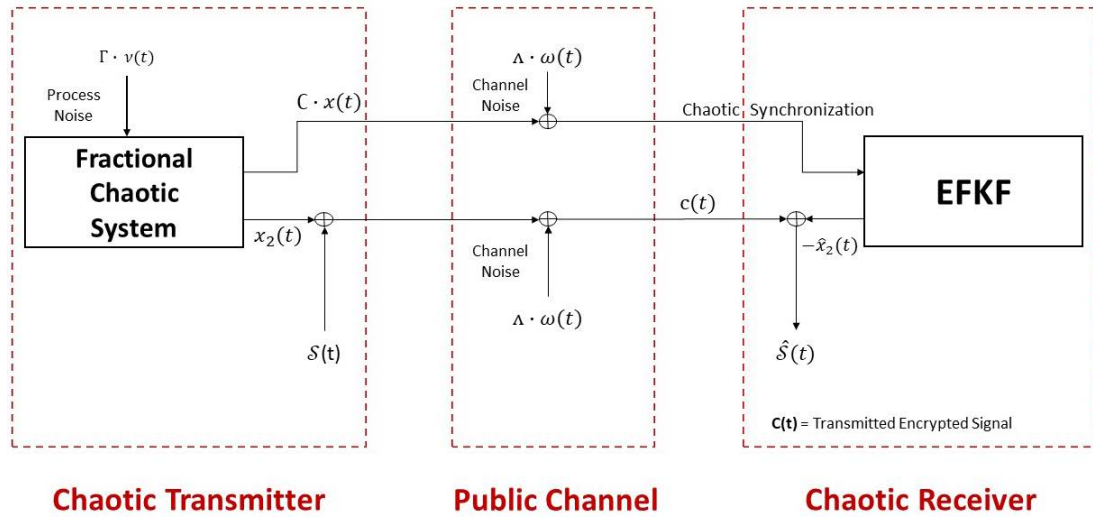 Γ · ν(t)
Process
Noise
Fractional
Chaotic
System
C · x(t)
x₂(t)
𝒮(t)
Λ · ω(t)
Channel
Noise
Channel
Noise
Λ · ω(t)
Chaotic Synchronization
c(t)
EFKF
−x̂₂(t)
𝒮̂(t)
C(t) = Transmitted Encrypted Signal
Chaotic Transmitter
Public Channel
Chaotic Receiver